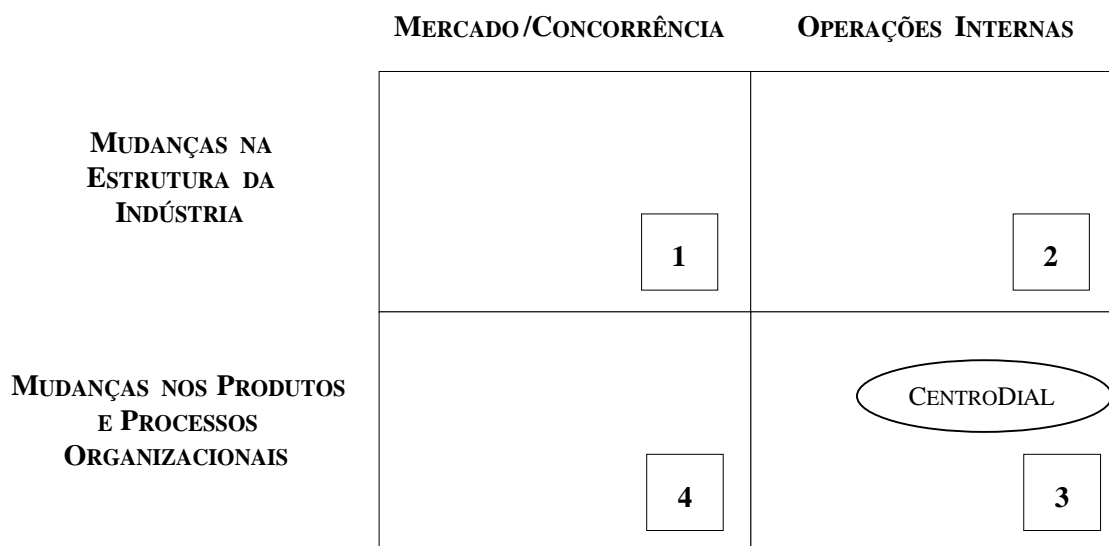 MERCADO/CONCORRÊNCIA OPERAÇÕES INTERNAS
MUDANÇAS NA
ESTRUTURA DA
INDÚSTRIA
1 2
MUDANÇAS NOS PRODUTOS
E PROCESSOS
ORGANIZACIONAIS
CENTRODIAL
4 3